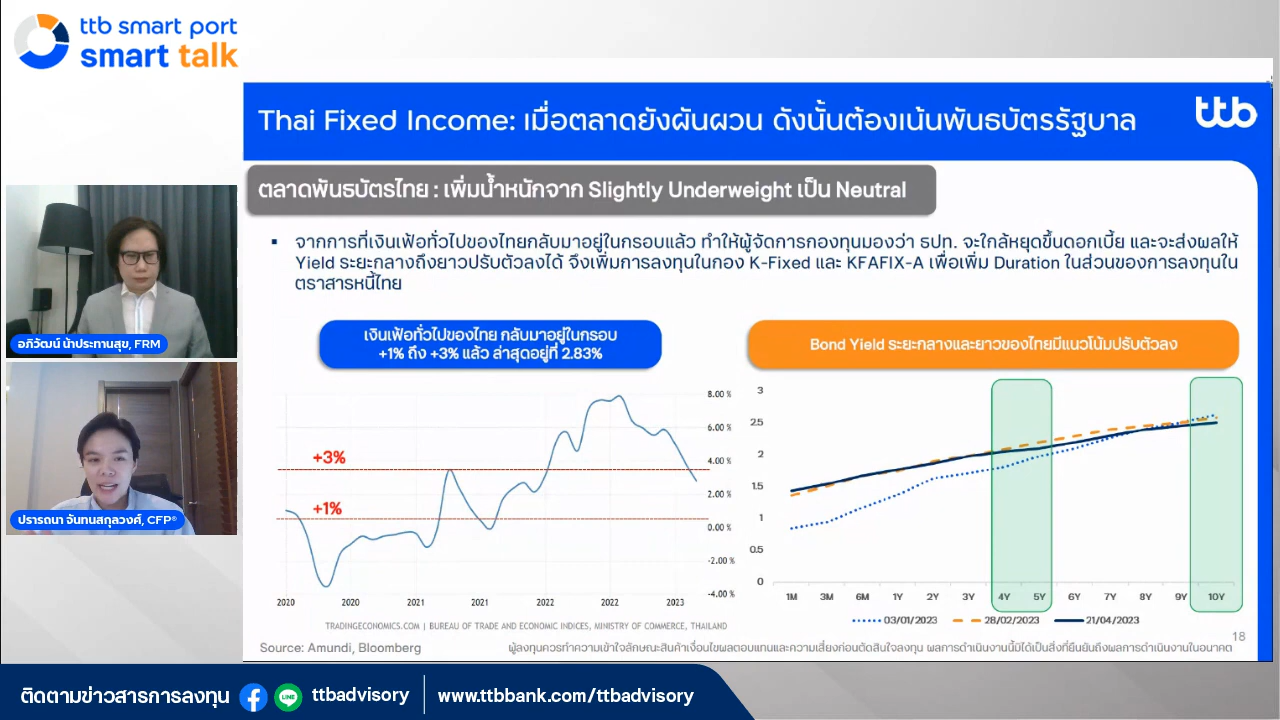 ttb smart port
smart talk
Thai Fixed Income: เมื่อตลาดยังผันผวน ดังนั้นต้องเน้นพันธบัตรรัฐบาล
ttb
ตลาดพันธบัตรไทย : เพิ่มน้ำหนักจาก Slightly Underweight เป็น Neutral
▪ จากการที่เงินเฟ้อทั่วไปของไทยกลับมาอยู่ในกรอบแล้ว ทำให้ผู้จัดการกองทุนมองว่า ธปท. จะใกล้หยุดขึ้นดอกเบี้ย และจะส่งผลให้
Yield ระยะกลางถึงยาวปรับตัวลงได้ จึงเพิ่มการลงทุนในกอง K-Fixed และ KFAFIX-A เพื่อเพิ่ม Duration ในส่วนของการลงทุนใน
ตราสารหนี้ไทย
อภิวัฒน์ น้าประทานสุข, FRM
ปรารถนา จันทนสกุลวงศ์, CFP®
เงินเฟ้อทั่วไปของไทย กลับมาอยู่ในกรอบ
+1% ถึง +3% แล้ว ล่าสุดอยู่ที่ 2.83%
8.00 %
6.00 %
4.00 %
2.00 %
0.00 %
-2.00 %
-4.00 %
+3%
+1%
2020 2020 2021 2021 2022 2022 2023
TRADINGECONOMICS.COM | BUREAU OF TRADE AND ECONOMIC INDICES, MINISTRY OF COMMERCE, THAILAND
Bond Yield ระยะกลางและยาวของไทยมีแนวโน้มปรับตัวลง
3
2.5
2
1.5
1
0.5
0
1M 3M 6M 1Y 2Y 3Y 4Y 5Y 6Y 7Y 8Y 9Y 10Y
03/01/2023 28/02/2023 21/04/2023
18
Source: Amundi, Bloomberg
ผู้ลงทุนควรทำความเข้าใจลักษณะสินค้าเงื่อนไขผลตอบแทนและความเสี่ยงก่อนตัดสินใจลงทุน ผลการดำเนินงานนี้มิได้เป็นสิ่งที่ยืนยันถึงผลการดำเนินงานในอนาคต
ติดตามข่าวสารการลงทุน ttbadvisory www.ttbbank.com/ttbadvisory